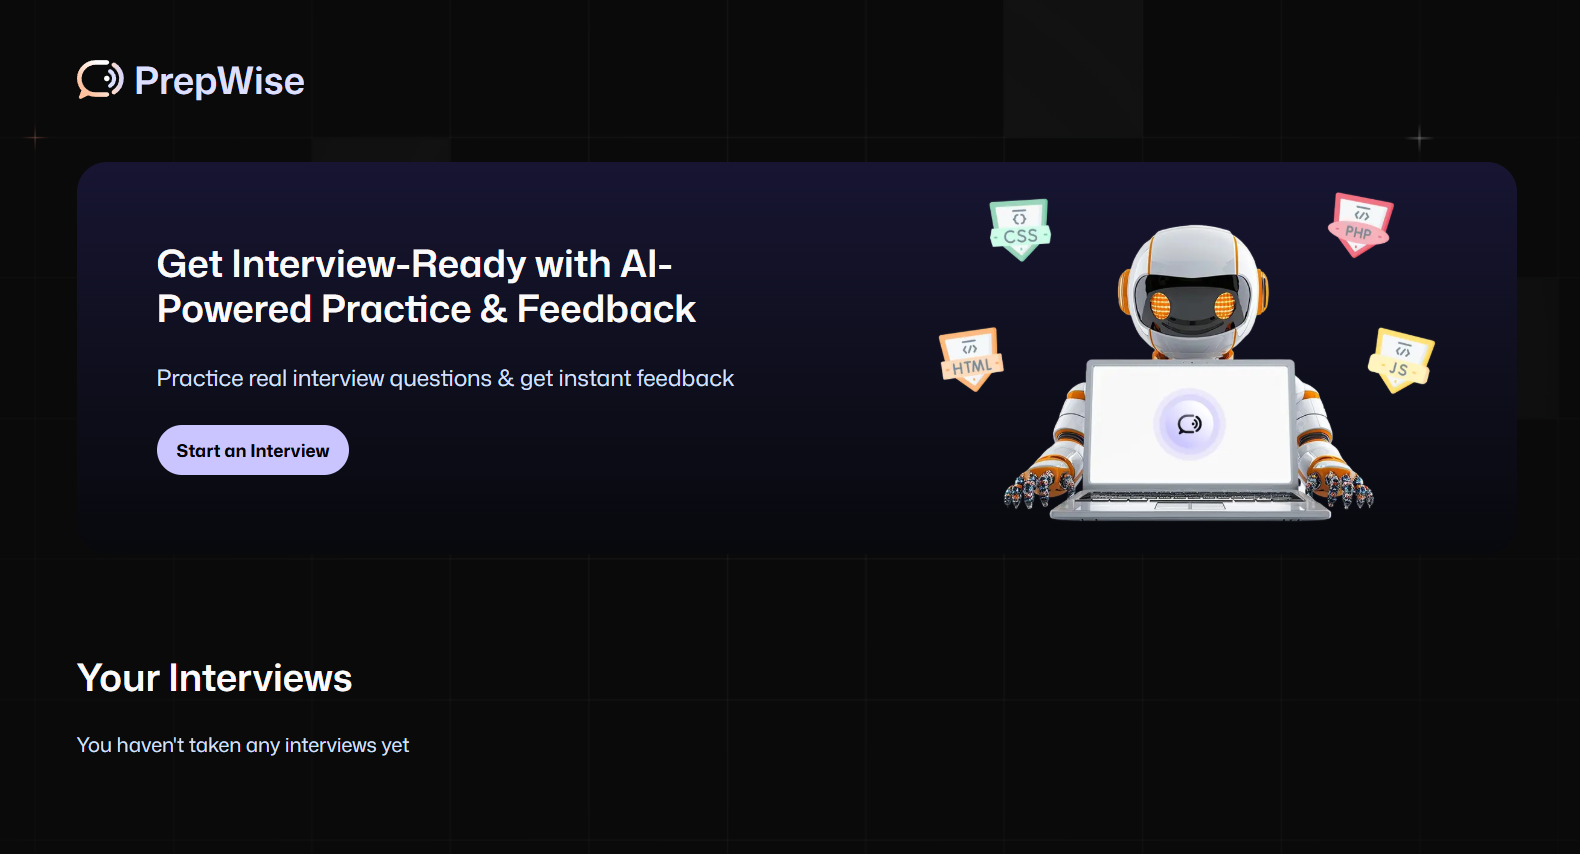 PrepWise
Get Interview-Ready with AI-
Powered Practice & Feedback
Practice real interview questions & get instant feedback
Start an Interview
CSS
PHP
HTML
JS
Your Interviews
You haven't taken any interviews yet